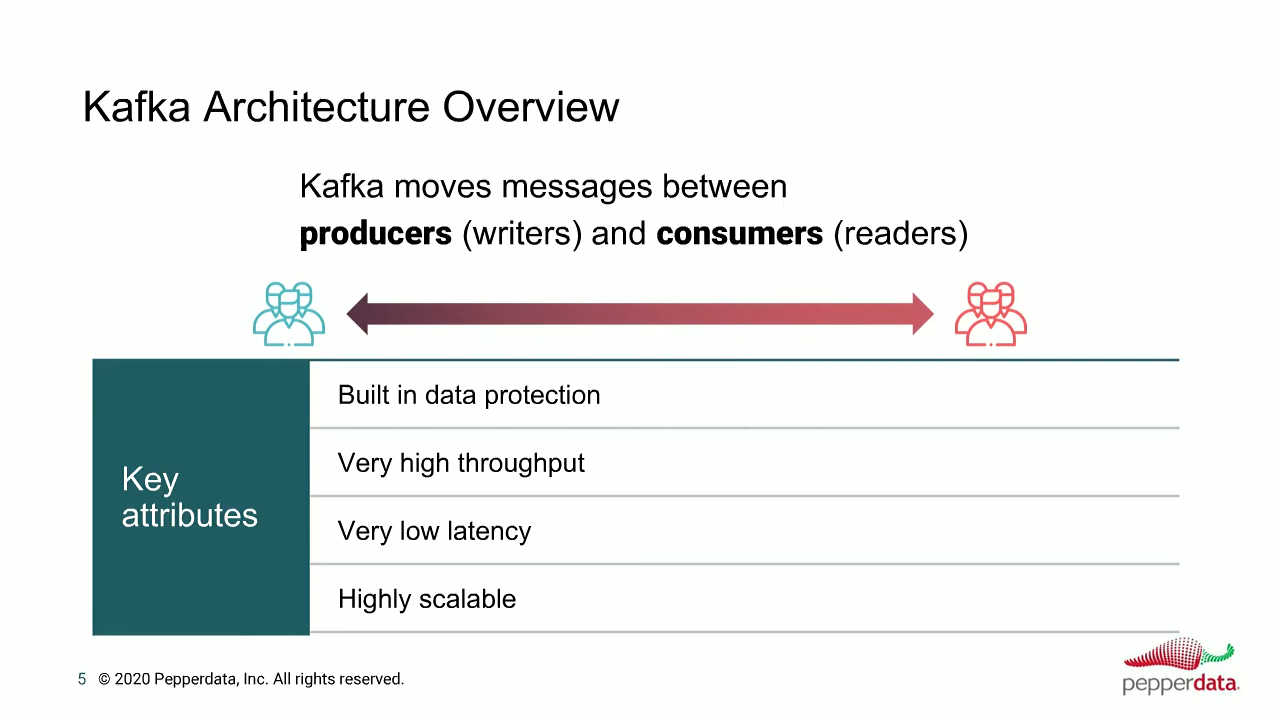 Kafka Architecture Overview
Kafka moves messages between
producers (writers) and consumers (readers)
Key
attributes
Built in data protection
Very high throughput
Very low latency
Highly scalable
5 © 2020 Pepperdata, Inc. All rights reserved.
pepperdata.